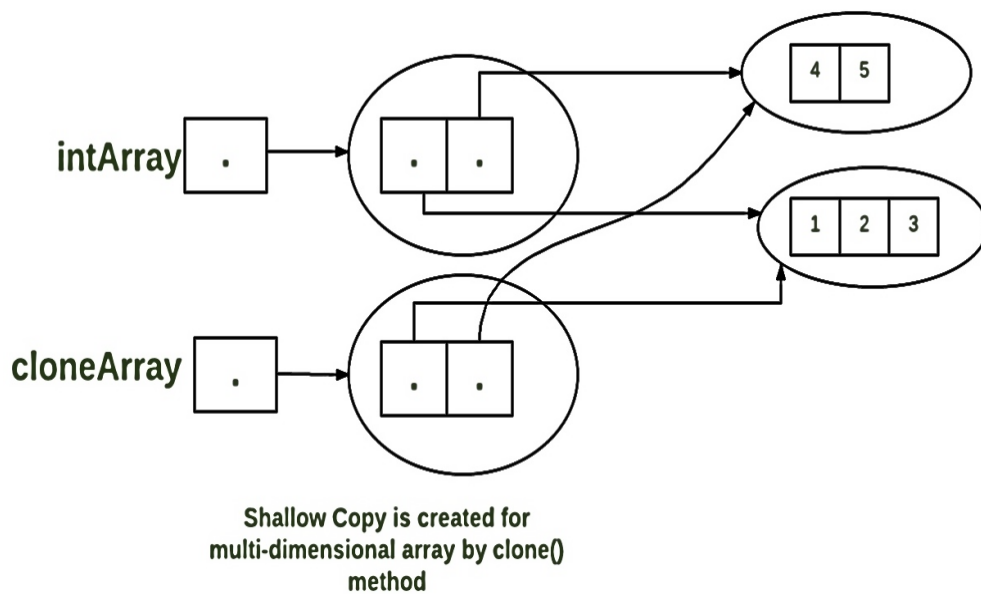 4 5
intArray
1 2 3
cloneArray
Shallow Copy is created for
multi-dimensional array by clone()
method